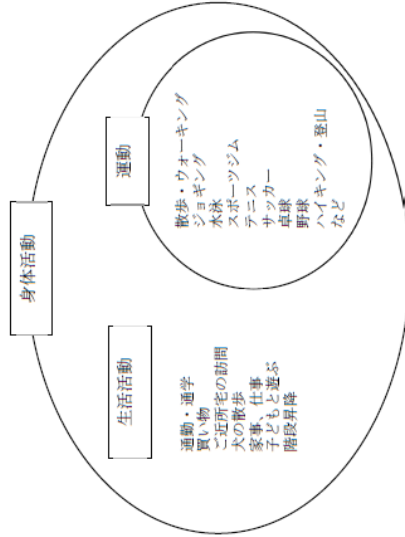 身体活動
生活活動
通勤・通学
買い物
ご近所宅の訪問
犬の散歩
家事、仕事
子どもと遊ぶ
階段昇降
運動
散歩・ウォーキング
ジョギング
水泳
スポーツジム
テニス
サッカー
卓球
野球
ハイキング・登山
など